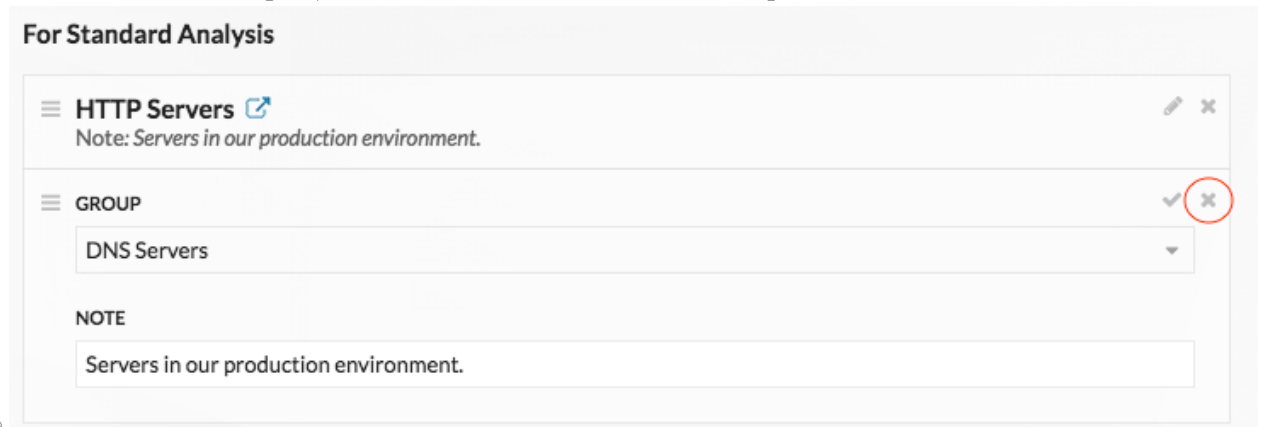 For Standard Analysis
HTTP Servers
Note: Servers in our production environment.
GROUP
DNS Servers
NOTE
Servers in our production environment.